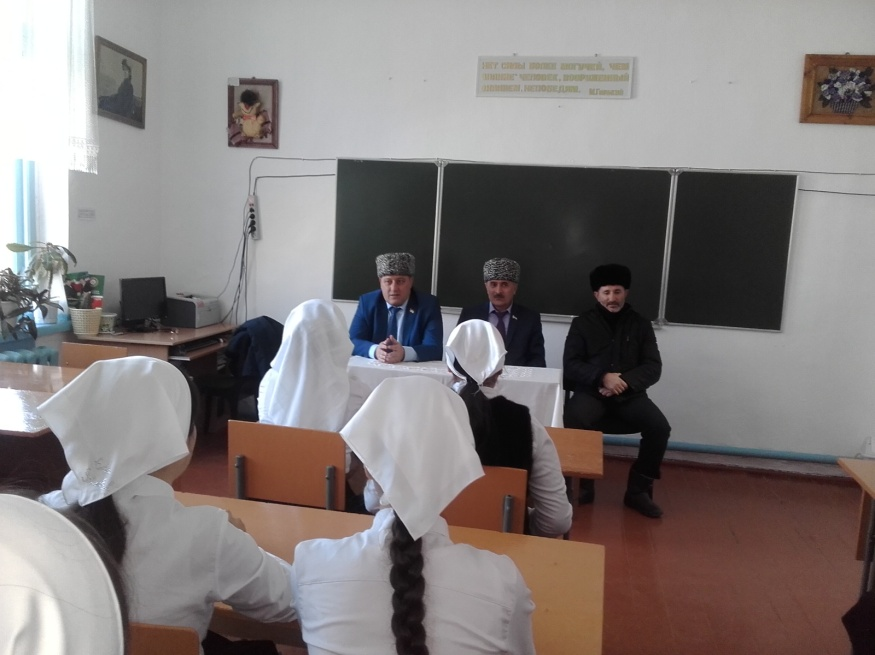 НЕТ СИЛЫ БОЛЕЕ МОГУЧЕЙ, ЧЕМ
ЗНАНИЕ: ЧЕЛОВЕК, ВООРУЖЕННЫЙ
ЗНАНИЕМ, НЕПОБЕДИМ.